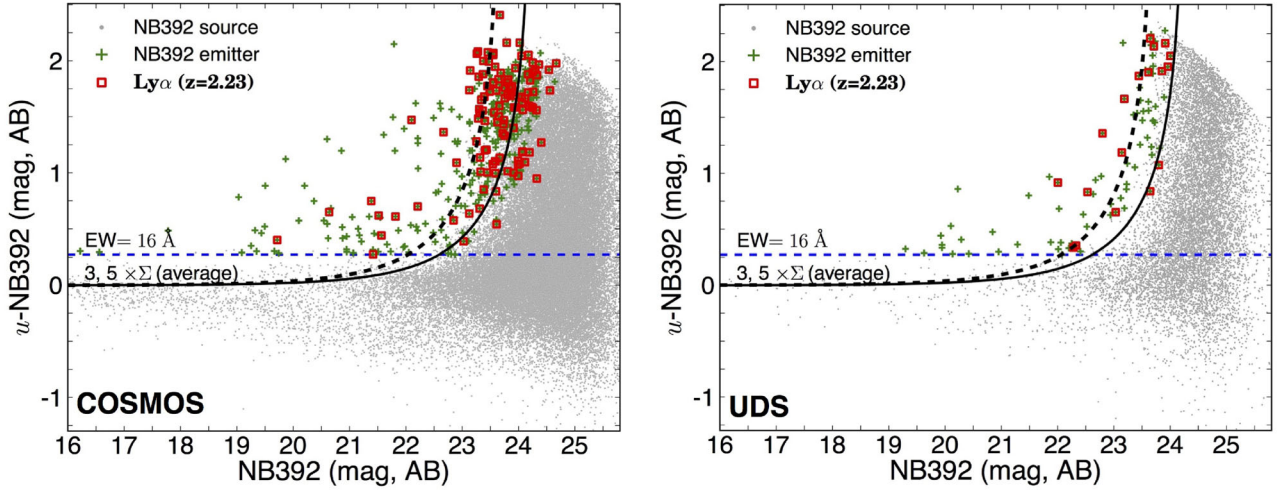 NB392 source
NB392 emitter
Lyα (z=2.23)
EW= 16 Å
3, 5 ×Σ (average)
COSMOS
u-NB392 (mag, AB)
2
1
0
-1
16 17 18 19 20 21 22 23 24 25
NB392 (mag, AB)
NB392 source
NB392 emitter
Lyα (z=2.23)
EW= 16 Å
3, 5 ×Σ (average)
UDS
u-NB392 (mag, AB)
2
1
0
-1
16 17 18 19 20 21 22 23 24 25
NB392 (mag, AB)